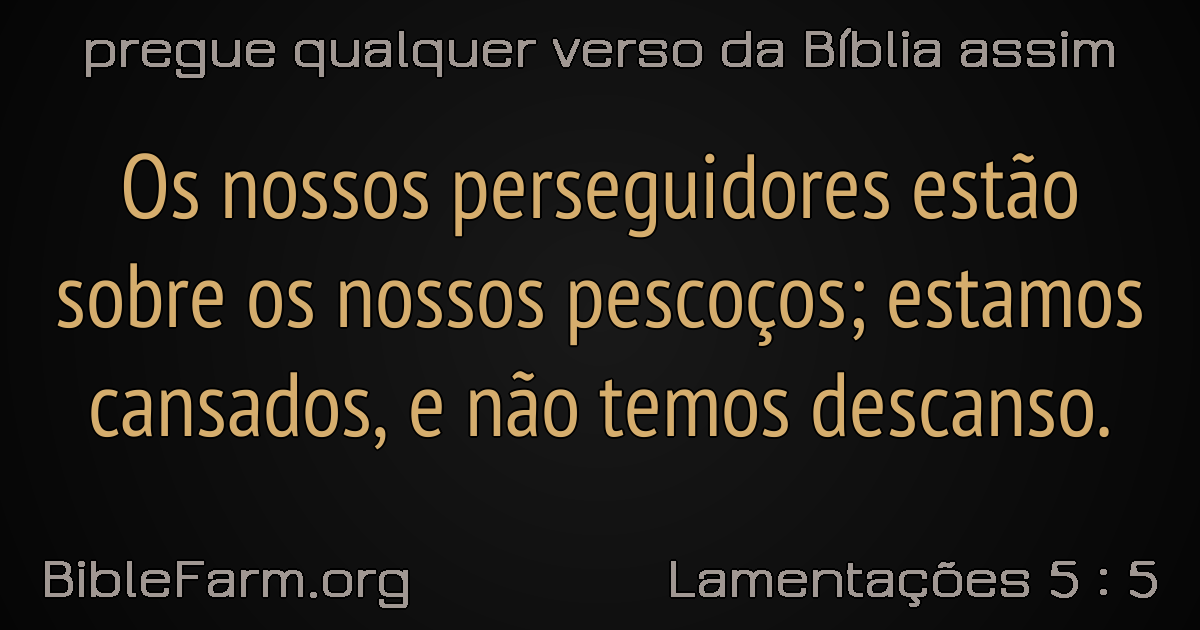 pregue qualquer verso da Bíblia assim
Os nossos perseguidores estão
sobre os nossos pescoços; estamos
cansados, e não temos descanso.
BibleFarm.org
Lamentações 5 : 5